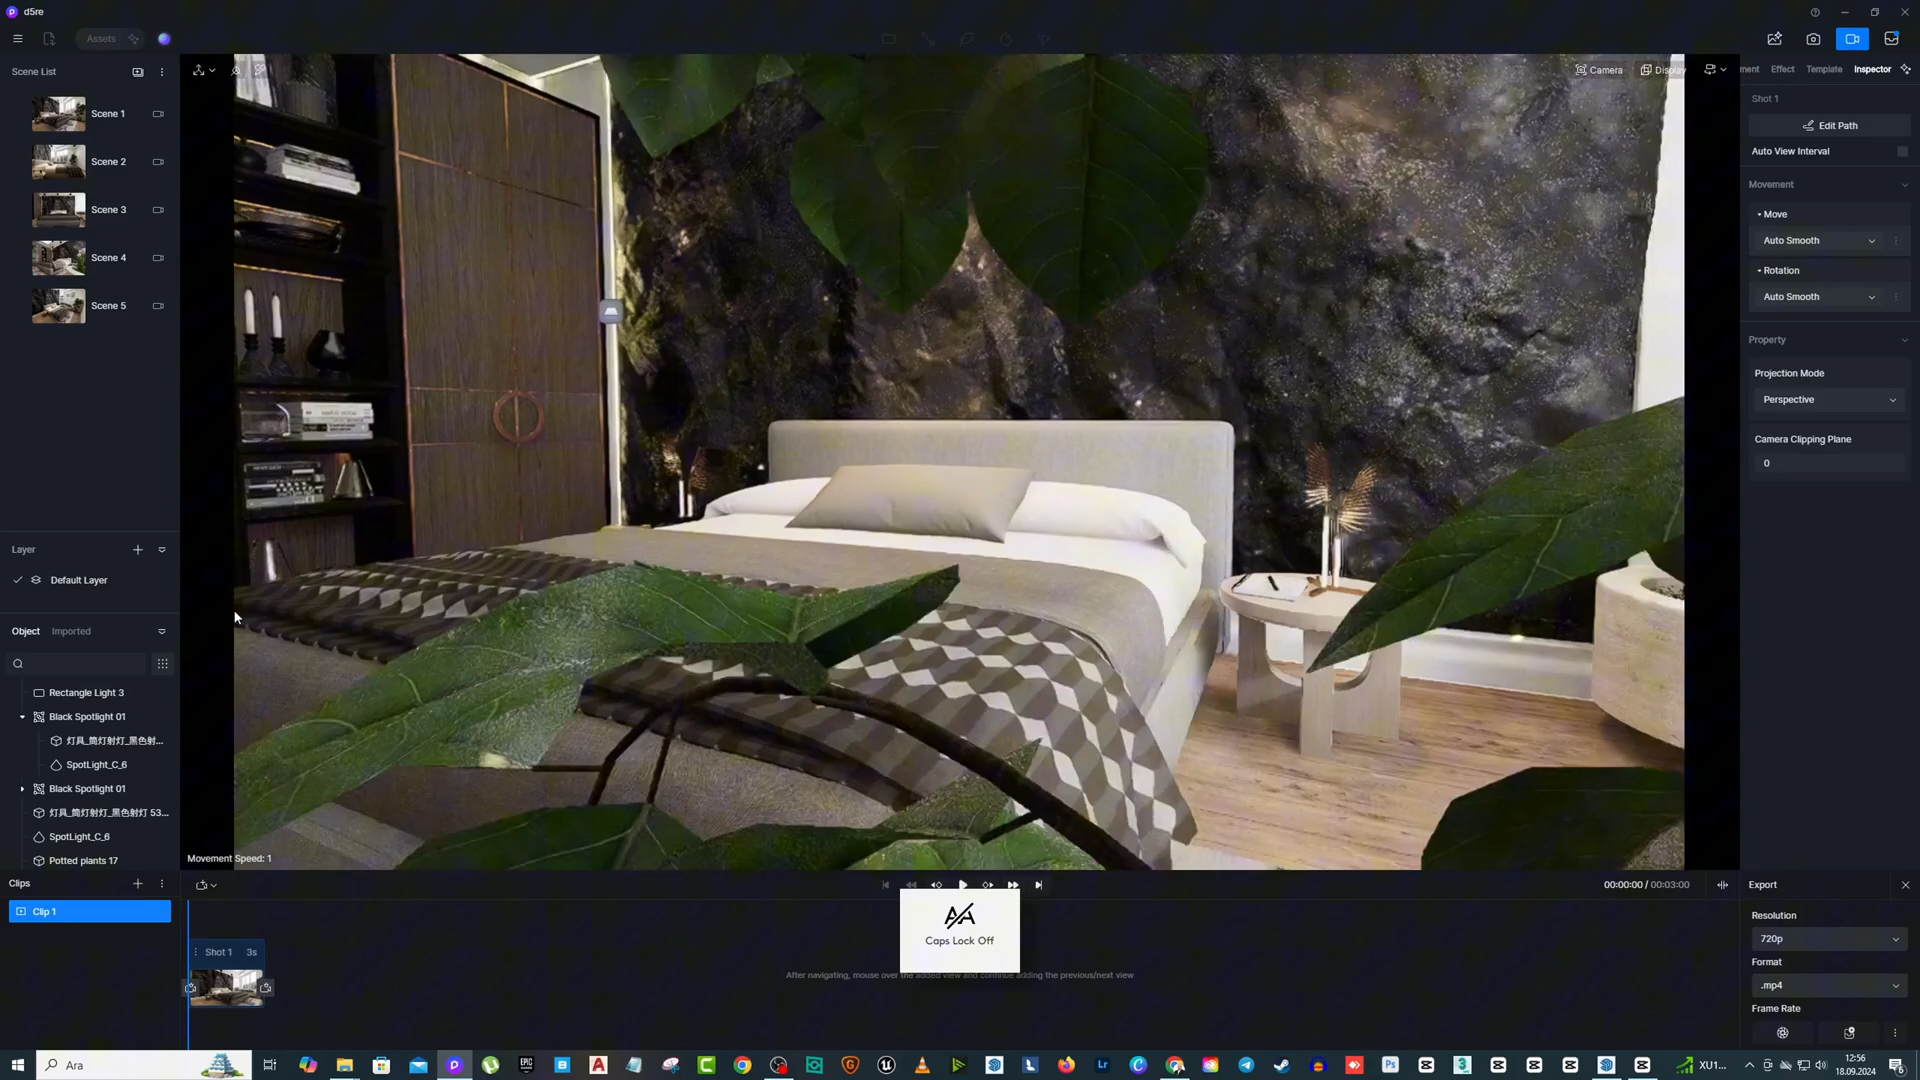 d5re
Assets
Scene List
Scene 1
Scene 2
Scene 3
Scene 4
Scene 5
Layer
Default Layer
Object
Imported
Rectangle Light 3
Black Spotlight 01
灯具_筒灯射灯_黑色射...
SpotLight_C_6
Black Spotlight 01
灯具_筒灯射灯_黑色射灯 53...
SpotLight_C_6
Potted plants 17
Camera
Display
Movement Speed: 1
ment
Effect
Template
Inspector
Shot 1
Edit Path
Auto View Interval
Movement
Move
Auto Smooth
Rotation
Auto Smooth
Property
Projection Mode
Perspective
Camera Clipping Plane
0
Clips
Clip 1
00:00:00 / 00:03:00
Shot 1
3s
Caps Lock Off
After navigating, mouse over the added view and continue adding the previous/next view
Export
Resolution
720p
Format
.mp4
Frame Rate
Ara
XU1...
12:56
18.09.2024